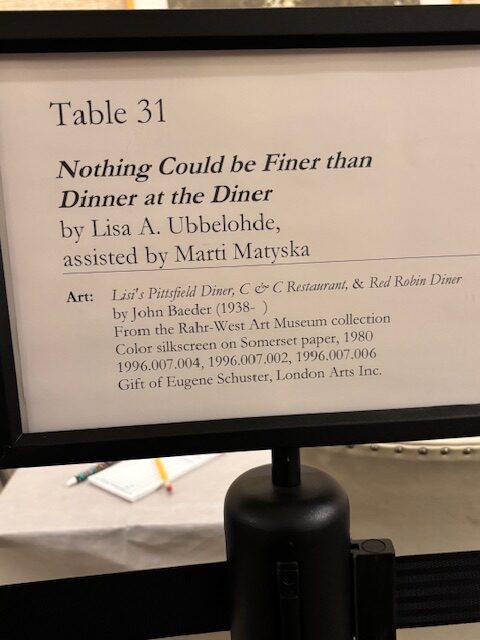 Table 31
Nothing Could be Finer than
Dinner at the Diner
by Lisa A. Ubbelohde,
assisted by Marti Matyska
Art: Lisi's Pittsfield Diner, C & C Restaurant, & Red Robin Diner
by John Baeder (1938- )
From the Rahr-West Art Museum collection
Color silkscreen on Somerset paper, 1980
1996.007.004, 1996.007.002, 1996.007.006
Gift of Eugene Schuster, London Arts Inc.